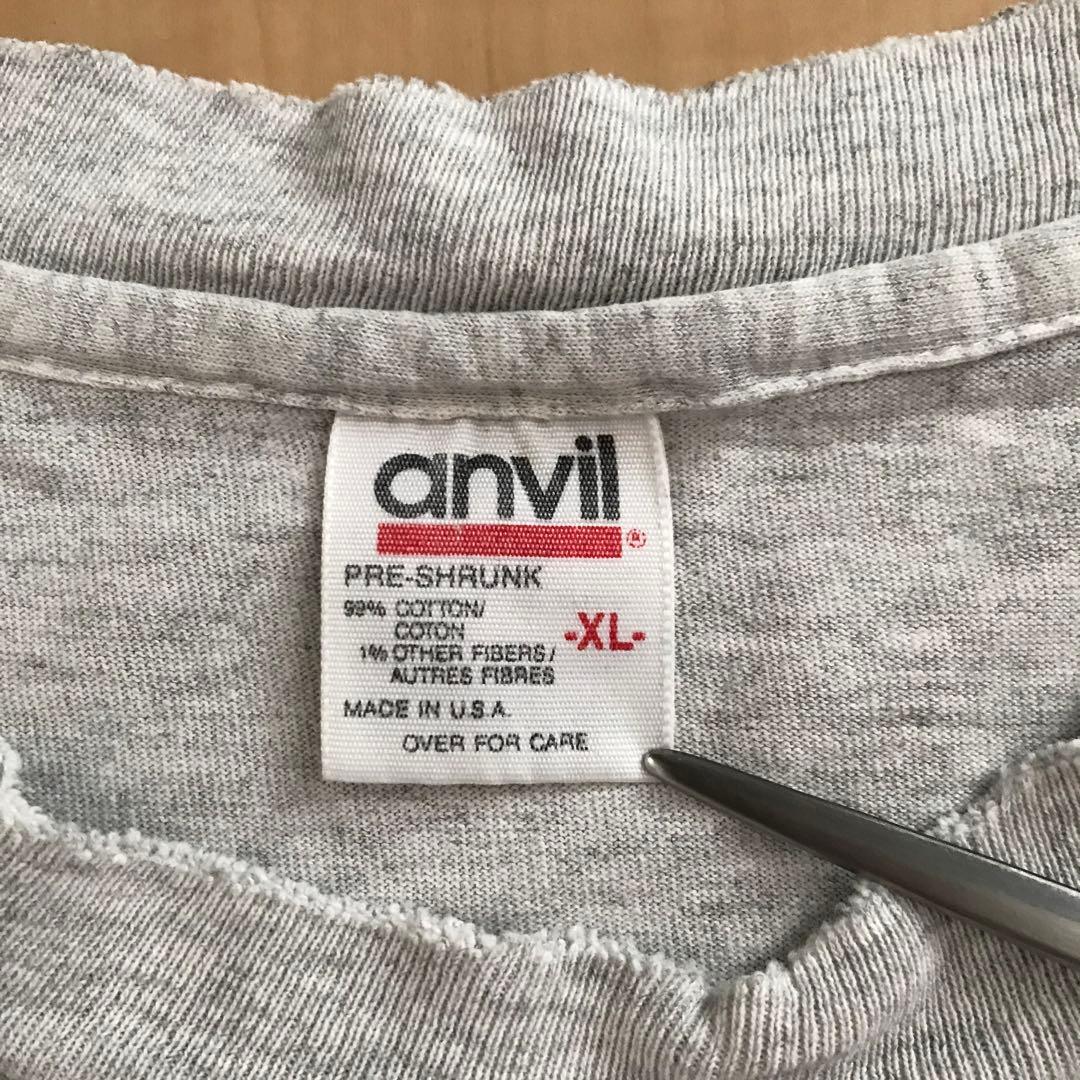 anvil®
PRE-SHRUNK
99% COTTON/
COTON
-XL-
1% OTHER FIBERS/
AUTRES FIBRES
MADE IN U.S.A.
OVER FOR CARE